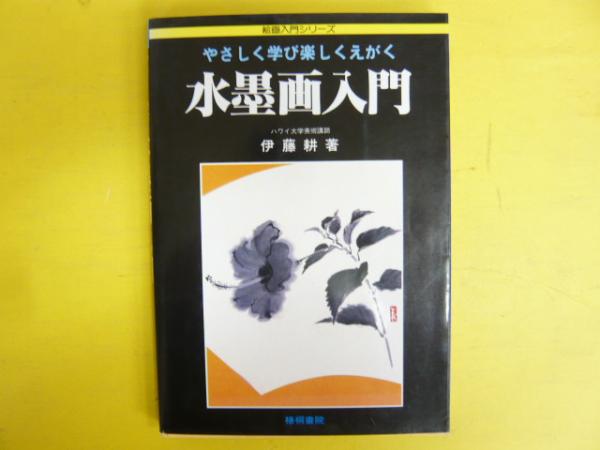 絵画入門シリーズ
やさしく学び楽しくえがく
水墨画入門
ハワイ大学美術講師
伊藤耕著
梧桐書院